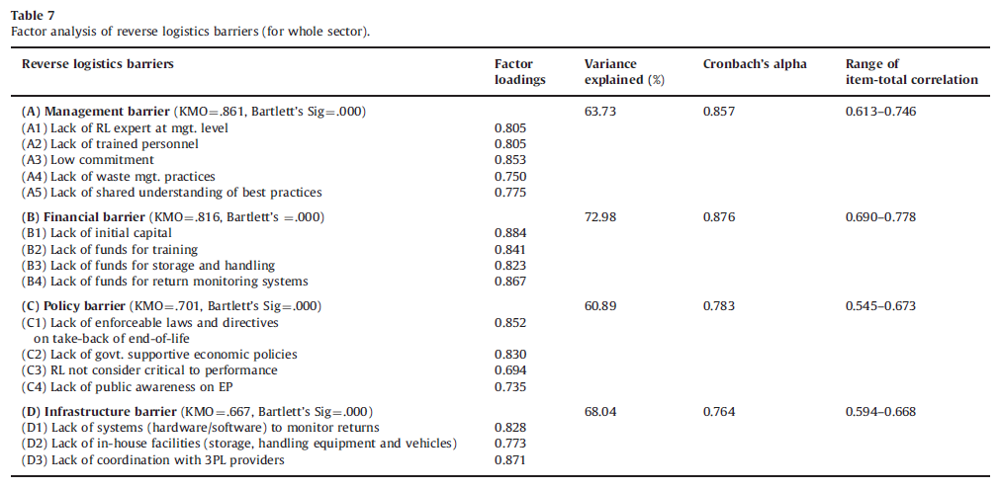 Table 7
Factor analysis of reverse logistics barriers (for whole sector).
Reverse logistics barriers Factor loadings Variance explained (%) Cronbach's alpha Range of item-total correlation
(A) Management barrier (KMO=.861, Bartlett's Sig=.000) 63.73 0.857 0.613–0.746
(A1) Lack of RL expert at mgt. level 0.805
(A2) Lack of trained personnel 0.805
(A3) Low commitment 0.853
(A4) Lack of waste mgt. practices 0.750
(A5) Lack of shared understanding of best practices 0.775
(B) Financial barrier (KMO=.816, Bartlett's =.000) 72.98 0.876 0.690–0.778
(B1) Lack of initial capital 0.884
(B2) Lack of funds for training 0.841
(B3) Lack of funds for storage and handling 0.823
(B4) Lack of funds for return monitoring systems 0.867
(C) Policy barrier (KMO=.701, Bartlett's Sig=.000) 60.89 0.783 0.545–0.673
(C1) Lack of enforceable laws and directives 0.852
on take-back of end-of-life
(C2) Lack of govt. supportive economic policies 0.830
(C3) RL not consider critical to performance 0.694
(C4) Lack of public awareness on EP 0.735
(D) Infrastructure barrier (KMO=.667, Bartlett's Sig=.000) 68.04 0.764 0.594–0.668
(D1) Lack of systems (hardware/software) to monitor returns 0.828
(D2) Lack of in-house facilities (storage, handling equipment and vehicles) 0.773
(D3) Lack of coordination with 3PL providers 0.871